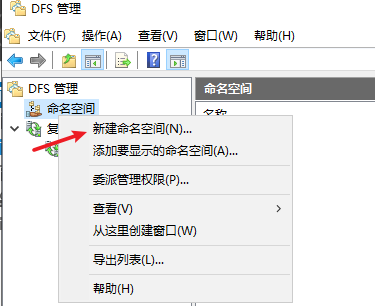 DFS 管理
文件(F) 操作(A) 查看(V) 窗口(W) 帮助(H)
DFS 管理
命名空间
命名空间
复
名称
新建命名空间(N)...
添加要显示的命名空间(A)...
委派管理权限(P)...
查看(V)
从这里创建窗口(W)
导出列表(L)...
帮助(H)